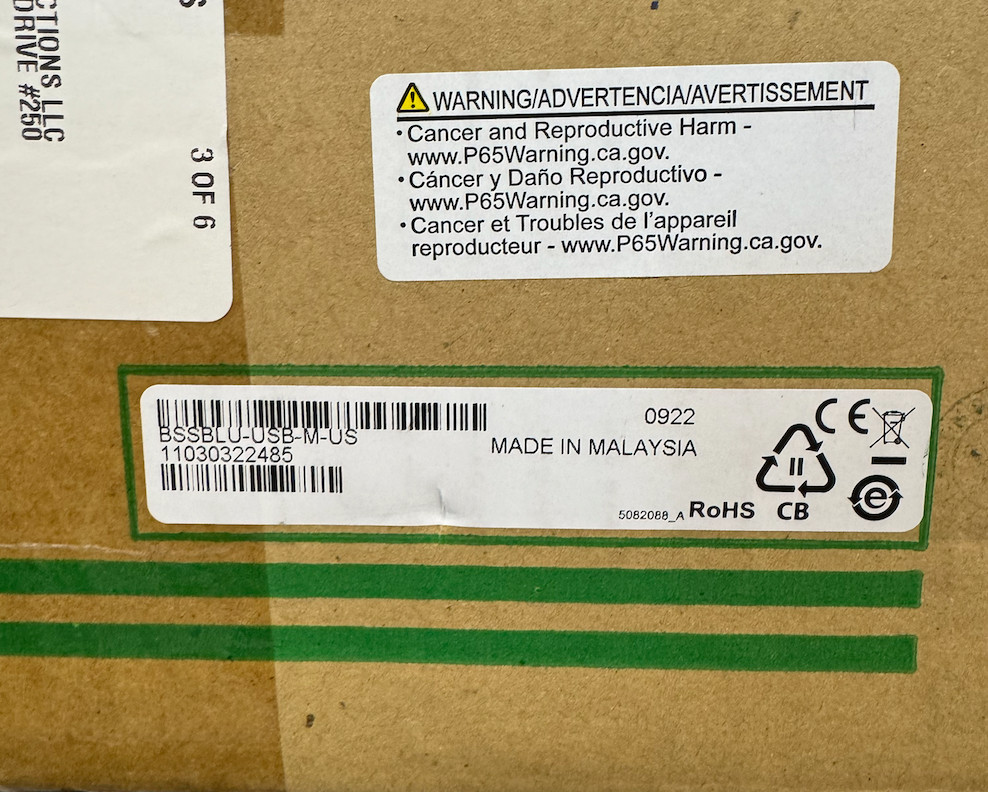 S
CTIONS LLC
DRIVE #250
3 OF 6
WARNING/ADVERTENCIA/AVERTISSEMENT
•Cancer and Reproductive Harm -
www.P65Warning.ca.gov.
•Cáncer y Daño Reproductivo -
www.P65Warning.ca.gov.
•Cancer et Troubles de l'appareil
reproducteur - www.P65Warning.ca.gov.
BSSBLU-USB-M-US
11030322485
0922
MADE IN MALAYSIA
5082088_A RoHS
CB
CE
e